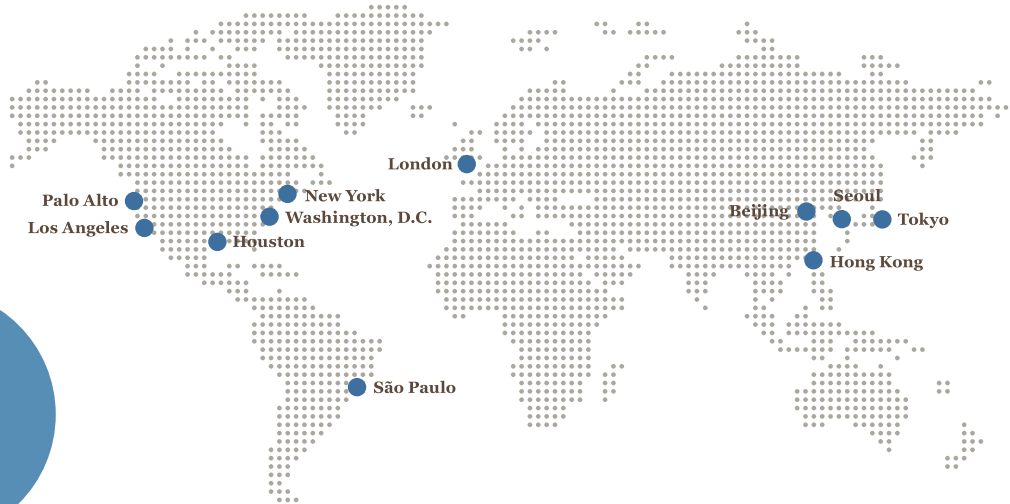 London
Palo Alto
New York
Seoul
Beijing
Washington, D.C.
Tokyo
Los Angeles
Houston
Hong Kong
São Paulo